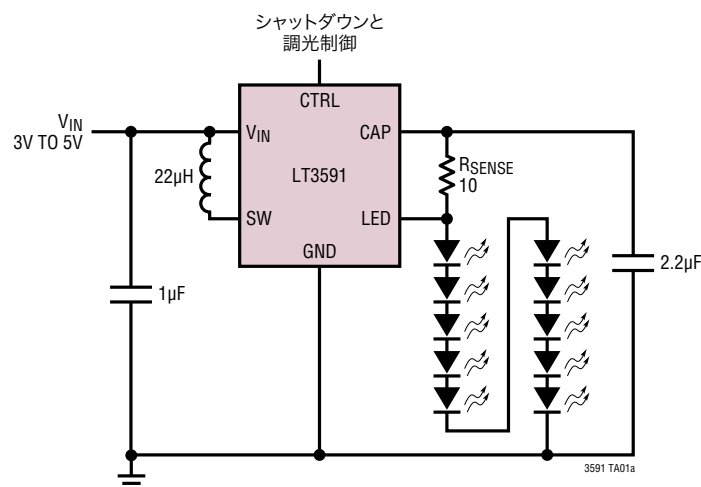 シャットダウンと
調光制御
CTRL
VIN
3V TO 5V
VIN
CAP
RSENSE
10
22µH
LT3591
SW
LED
GND
1µF
2.2µF
3591 TA01a